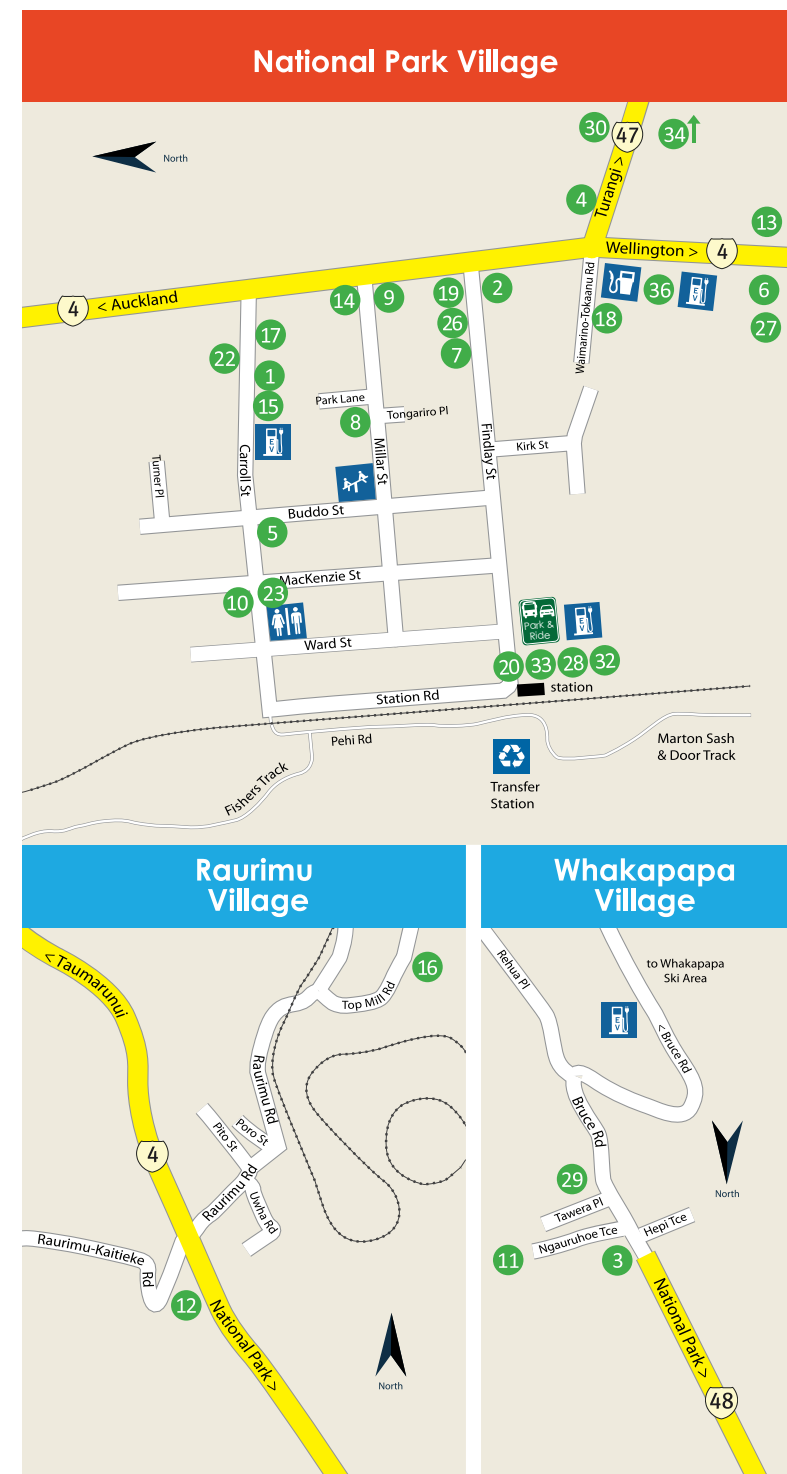 National Park Village
North
30
47
34
Turangi >
4
13
Wellington >
4
4
< Auckland
14
9
19
2
26
7
17
22
1
15
18
36
6
27
Waimarino-Tokaanu Rd
Park Lane
Tongariro Pl
8
EV
Carroll St
Millar St
Findlay St
Kirk St
Turner Pl
Buddo St
5
MacKenzie St
10
23
Ward St
Park &
Ride
EV
EV
20
33
28
32
station
Station Rd
Pehi Rd
Fishers Track
Transfer
Station
Marton Sash
& Door Track
Raurimu
Village
< Taumarunui
16
Top Mill Rd
Raurimu Rd
Poro St
Pito St
4
Raurimu Rd
Uwha Rd
Raurimu-Kaitieke
Rd
12
National Park >
North
Whakapapa
Village
Rehua Pl
to Whakapapa
Ski Area
EV
< Bruce Rd
Bruce Rd
North
29
Tawera Pl
Ngauruhoe Tce
Hepi Tce
11
3
National Park >
48